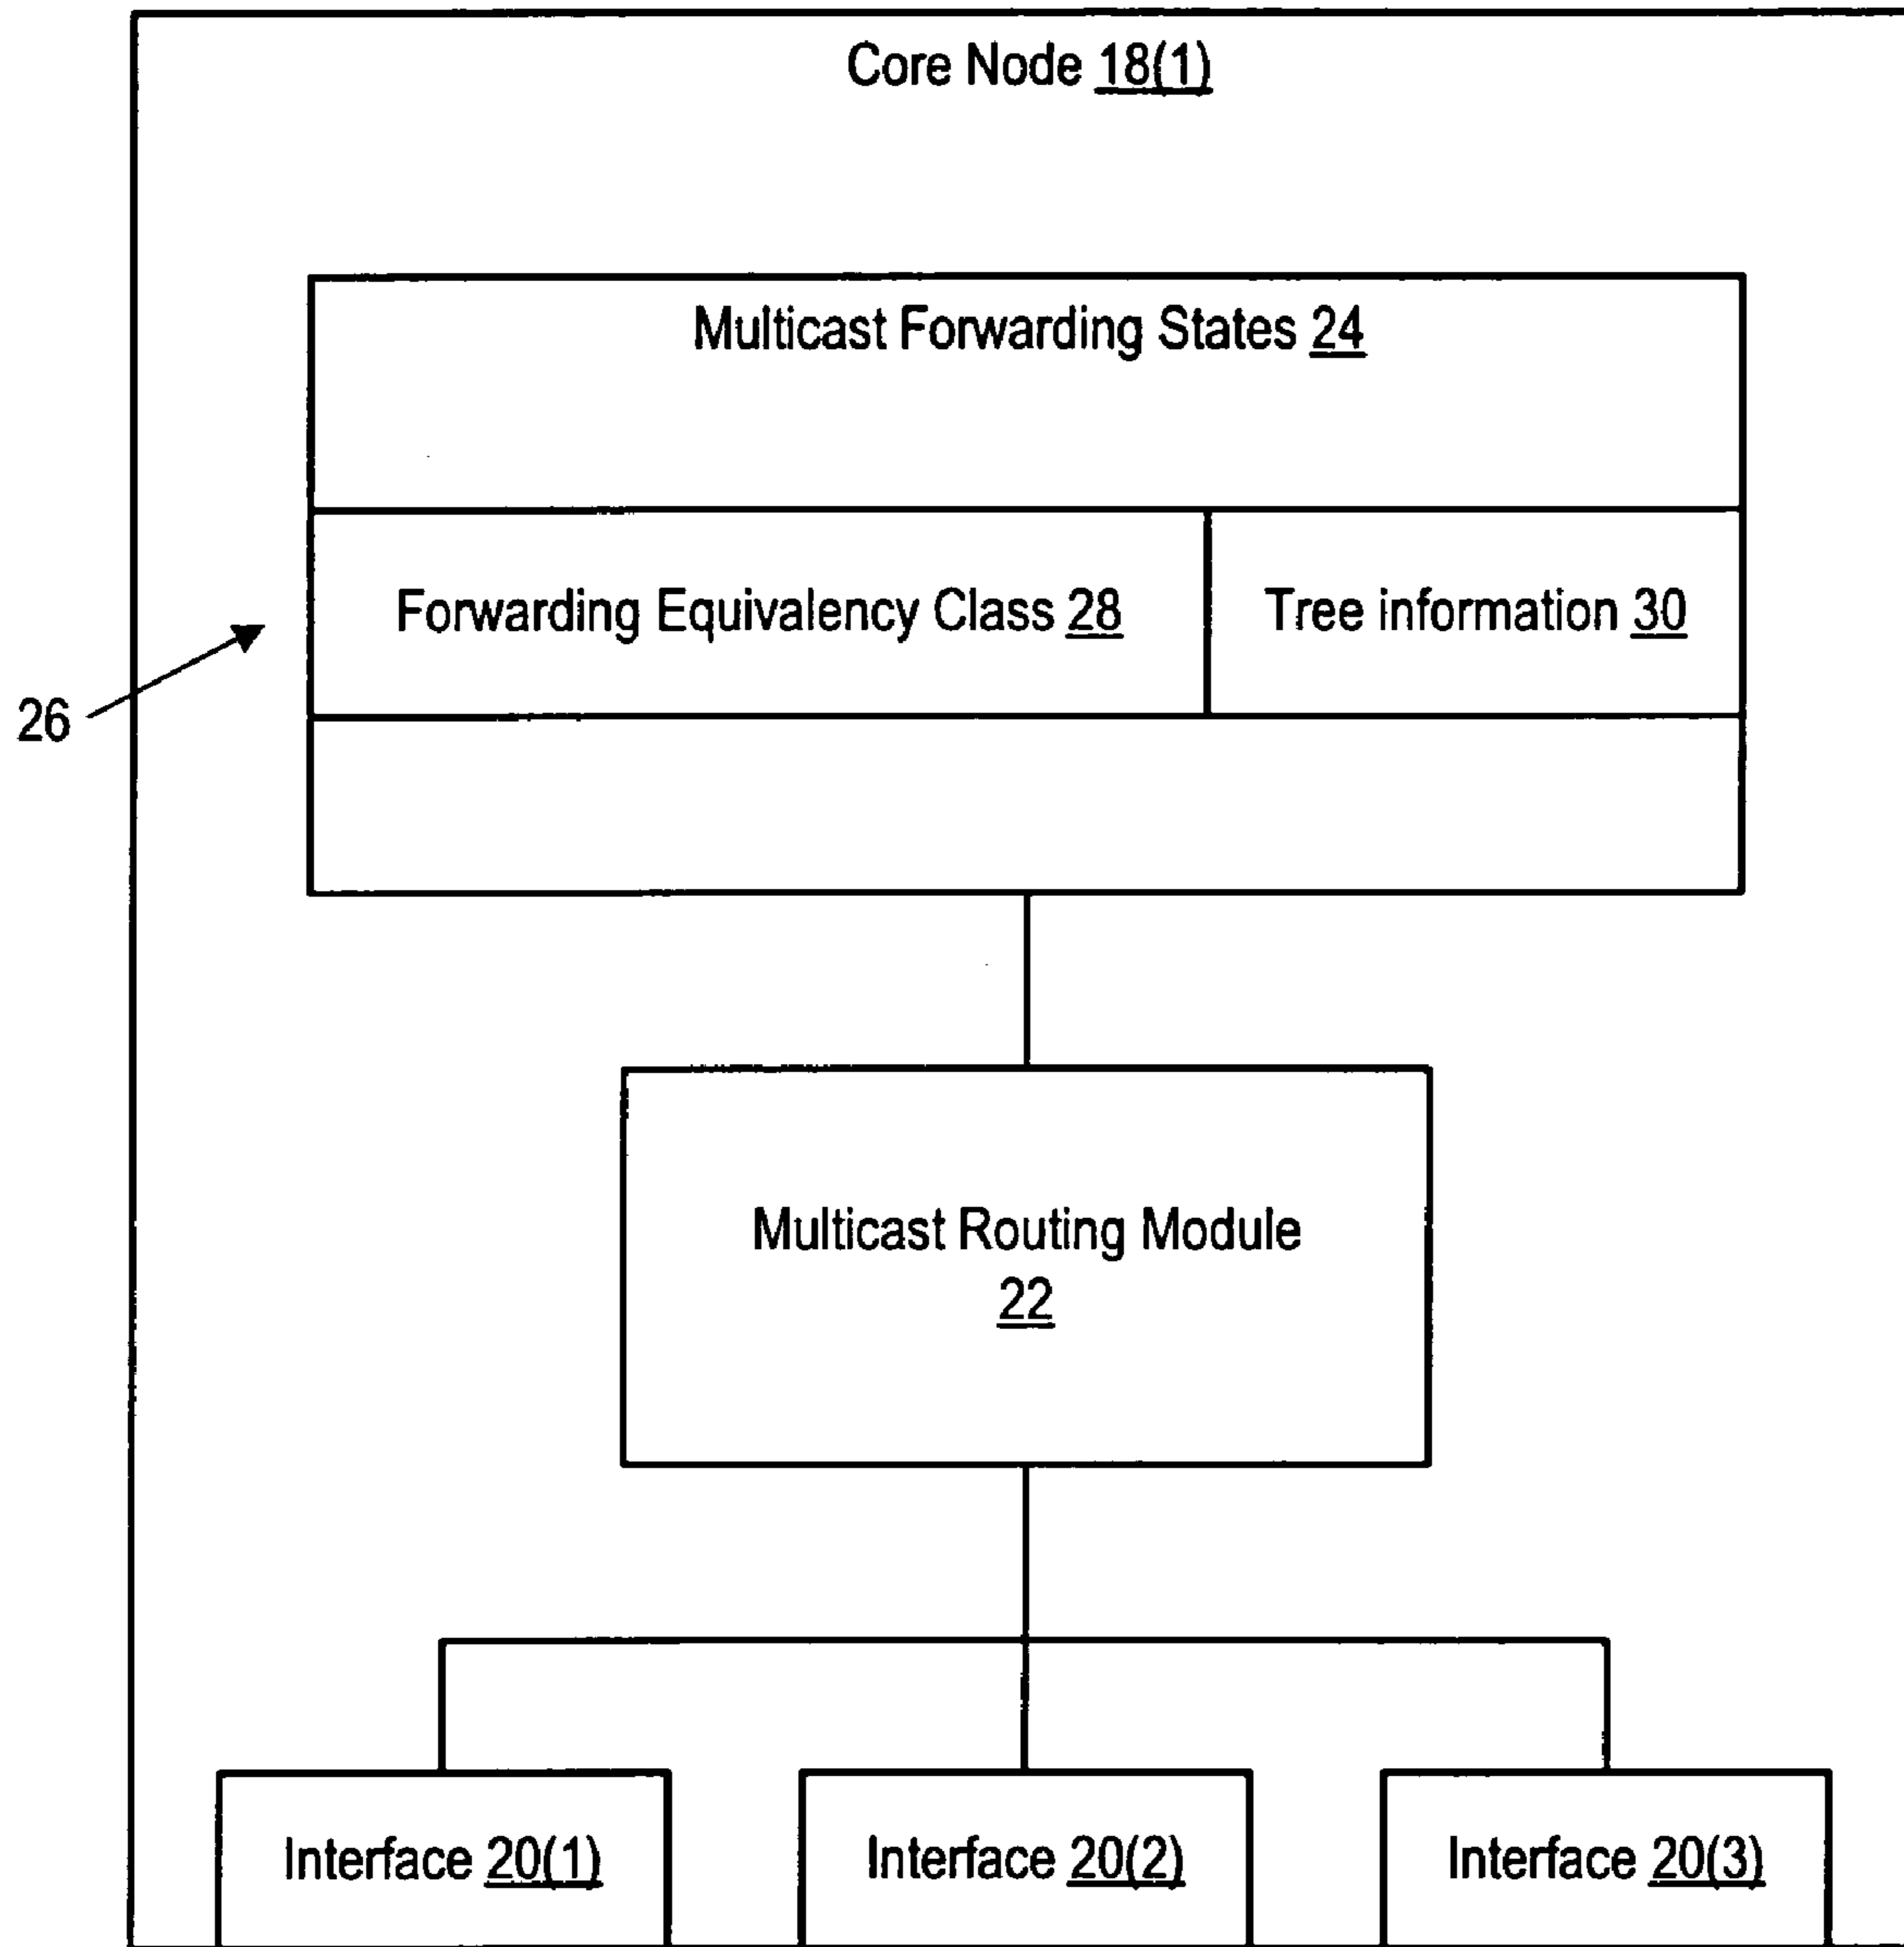 Core Node 18(1)
Multicast Forwarding States 24
Forwarding Equivalency Class 28
Tree information 30
26
Multicast Routing Module
22
Interface 20(1)
Interface 20(2)
Interface 20(3)